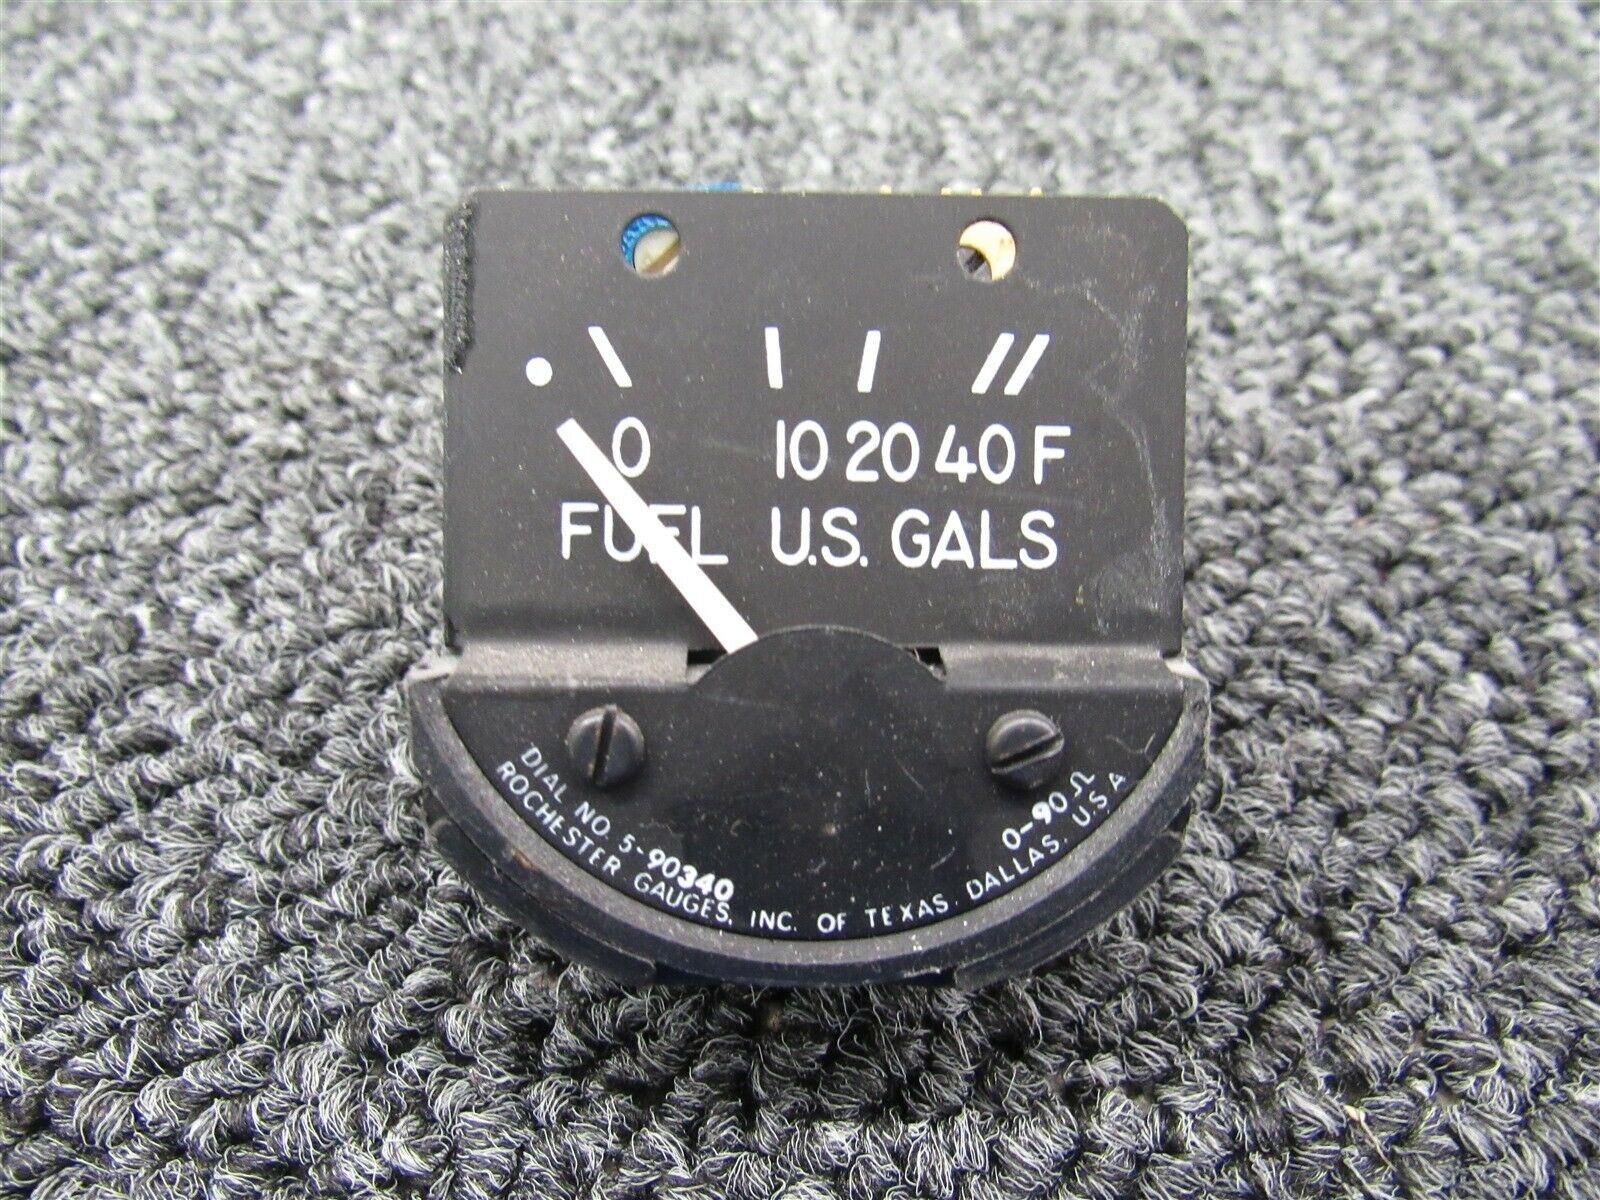 0 10 20 40 F
FUEL U.S. GALS
DIAL NO. 5-90340 0-90Ω
ROCHESTER GAUGES, INC. OF TEXAS. DALLAS. U.S.A